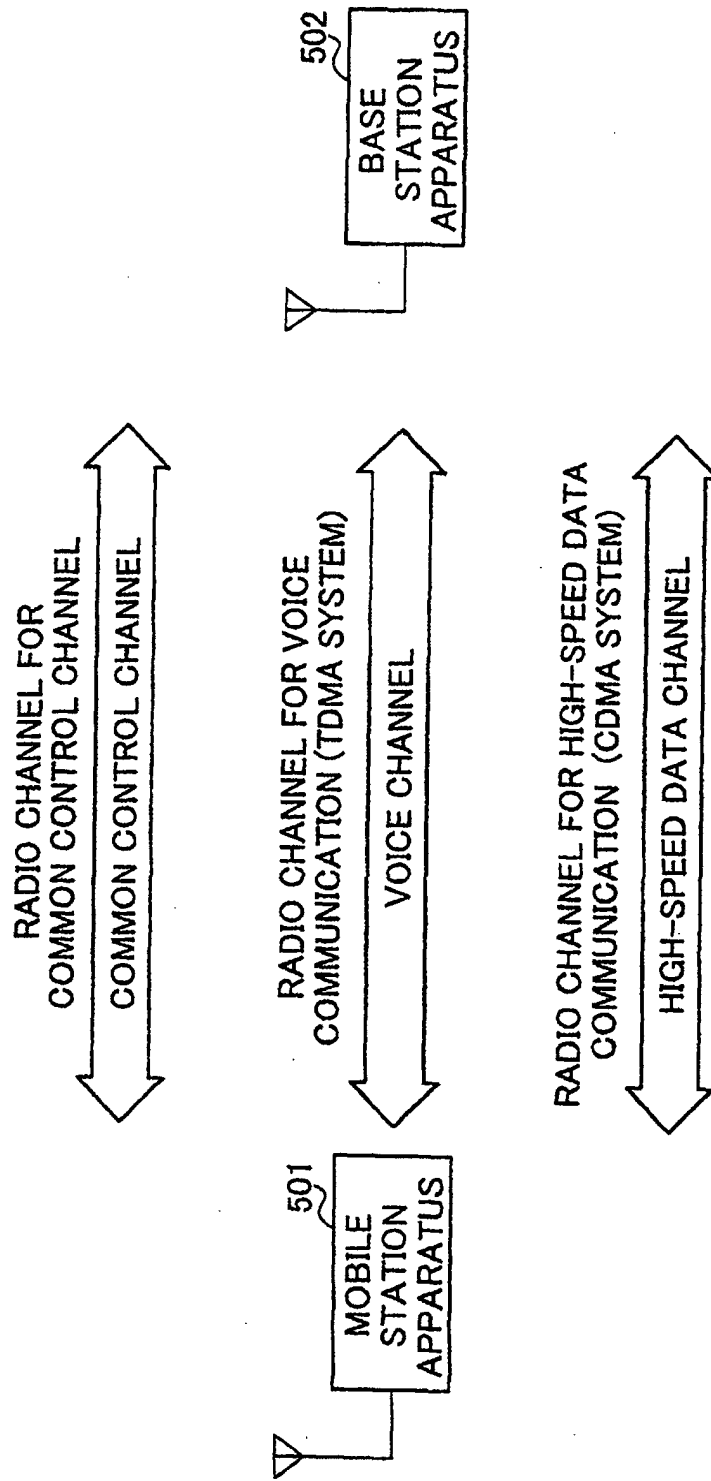 RADIO CHANNEL FOR
COMMON CONTROL CHANNEL
COMMON CONTROL CHANNEL
501
MOBILE
STATION
APPARATUS
RADIO CHANNEL FOR VOICE
COMMUNICATION (TDMA SYSTEM)
VOICE CHANNEL
502
BASE
STATION
APPARATUS
RADIO CHANNEL FOR HIGH-SPEED DATA
COMMUNICATION (CDMA SYSTEM)
HIGH-SPEED DATA CHANNEL